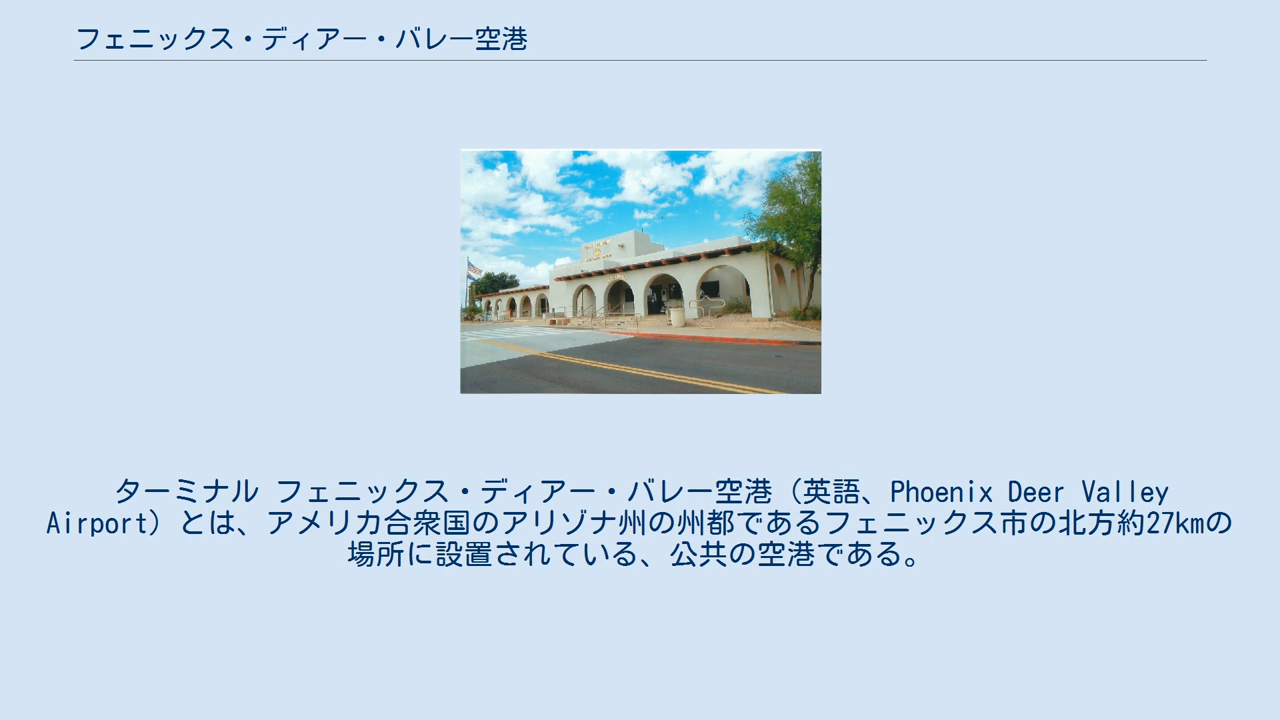 フェニックス・ディアー・バレー空港
ターミナル フェニックス・ディアー・バレー空港（英語、Phoenix Deer Valley
Airport）とは、アメリカ合衆国のアリゾナ州の州都であるフェニックス市の北方約27kmの
場所に設置されている、公共の空港である。